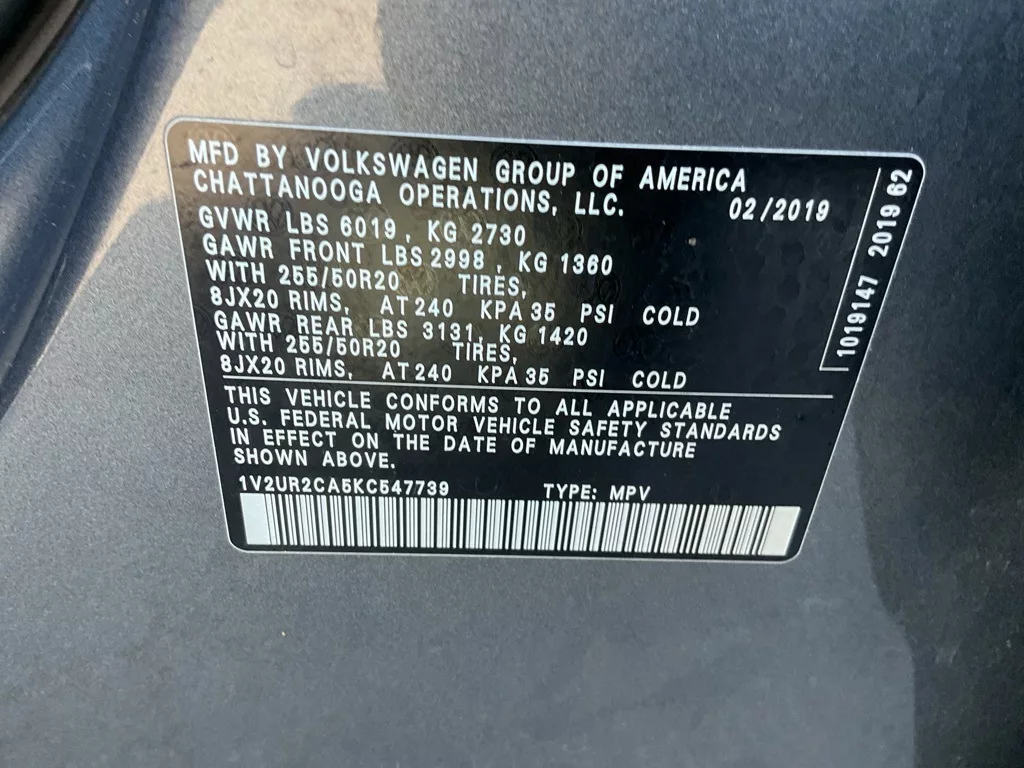 MFD BY VOLKSWAGEN GROUP OF AMERICA
CHATTANOOGA OPERATIONS, LLC. 02/2019
GVWR LBS 6019, KG 2730
GAWR FRONT LBS 2998, KG 1360
WITH 255/50R20 TIRES,
8JX20 RIMS, AT 240 KPA 35 PSI COLD
GAWR REAR LBS 3131, KG 1420
WITH 255/50R20 TIRES,
8JX20 RIMS, AT 240 KPA 35 PSI COLD
THIS VEHICLE CONFORMS TO ALL APPLICABLE
U.S. FEDERAL MOTOR VEHICLE SAFETY STANDARDS
IN EFFECT ON THE DATE OF MANUFACTURE
SHOWN ABOVE.
1V2UR2CA5KC547739 TYPE: MPV
1019147 2019 62